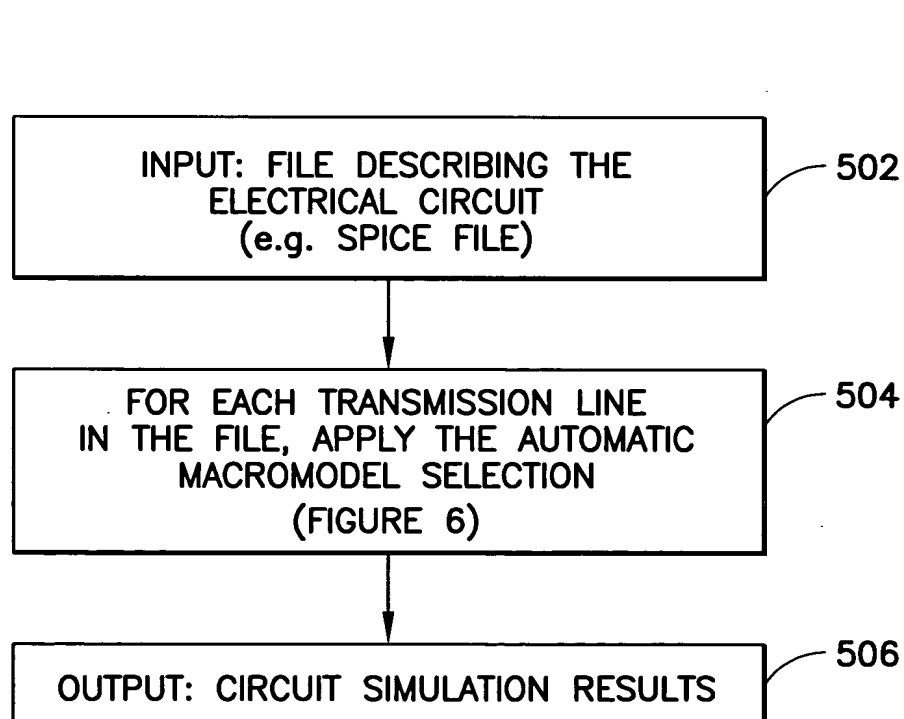 INPUT: FILE DESCRIBING THE
ELECTRICAL CIRCUIT
(e.g. SPICE FILE)
502
FOR EACH TRANSMISSION LINE
IN THE FILE, APPLY THE AUTOMATIC
MACROMODEL SELECTION
(FIGURE 6)
504
OUTPUT: CIRCUIT SIMULATION RESULTS
506